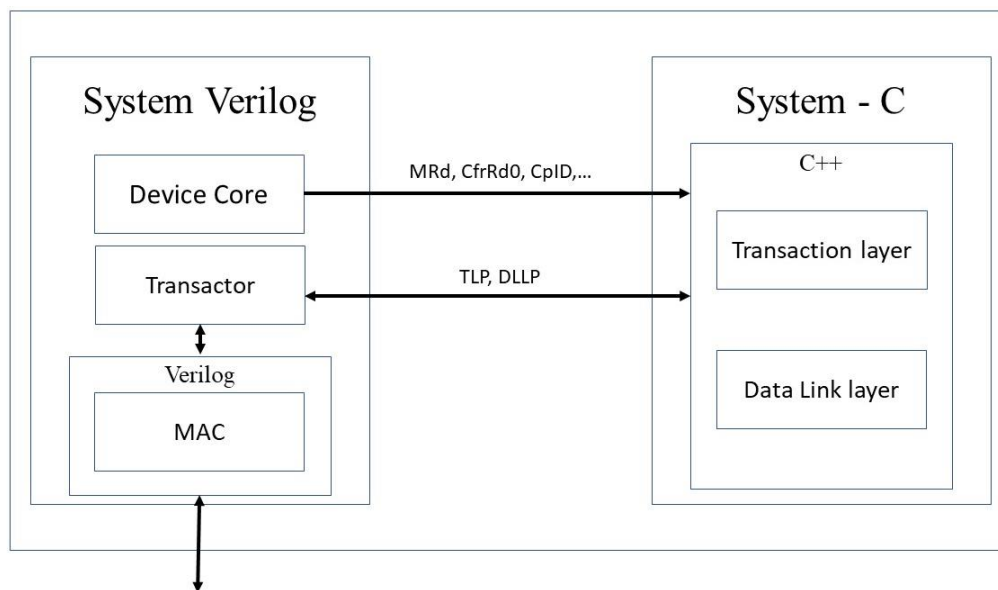 System Verilog
System - C
Device Core
MRd, CfrRd0, CpID,...
C++
Transaction layer
Transactor
TLP, DLLP
Verilog
MAC
Data Link layer